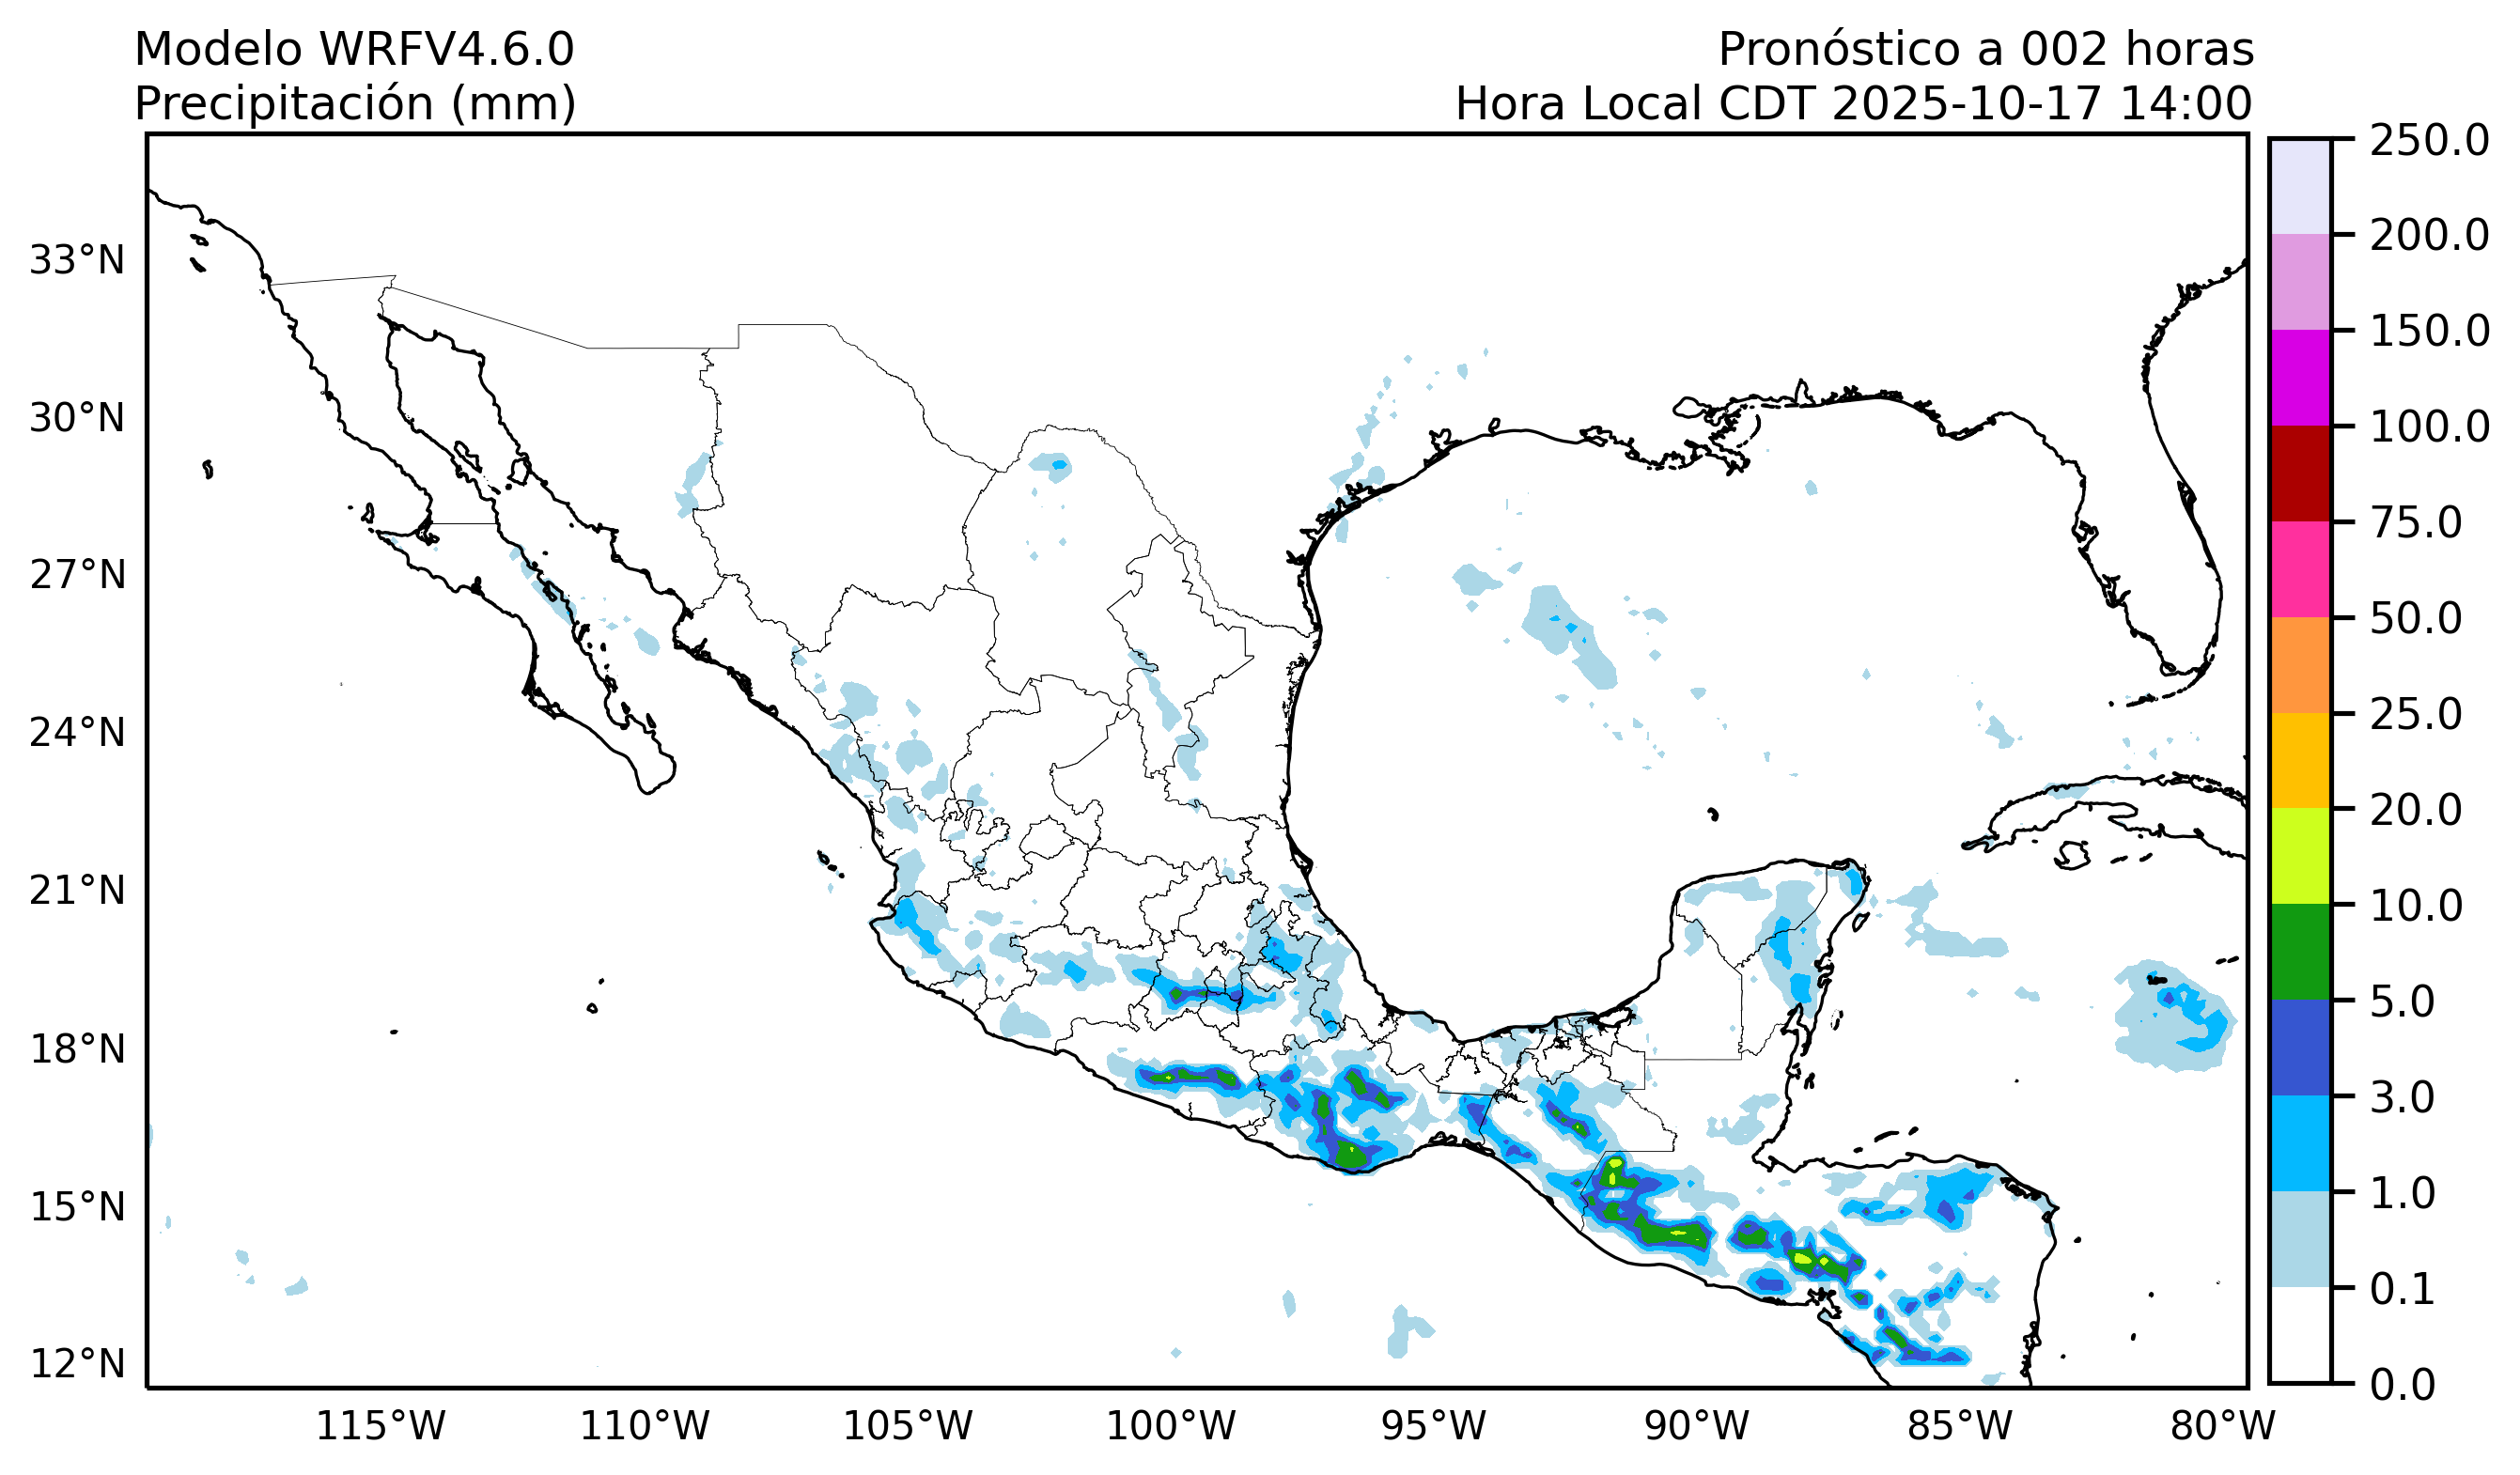 Modelo WRFV4.6.0
Precipitación (mm)
Pronóstico a 002 horas
Hora Local CDT 2025-10-17 14:00
33°N
30°N
27°N
24°N
21°N
18°N
15°N
12°N
115°W
110°W
105°W
100°W
95°W
90°W
85°W
80°W
250.0
200.0
150.0
100.0
75.0
50.0
25.0
20.0
10.0
5.0
3.0
1.0
0.1
0.0